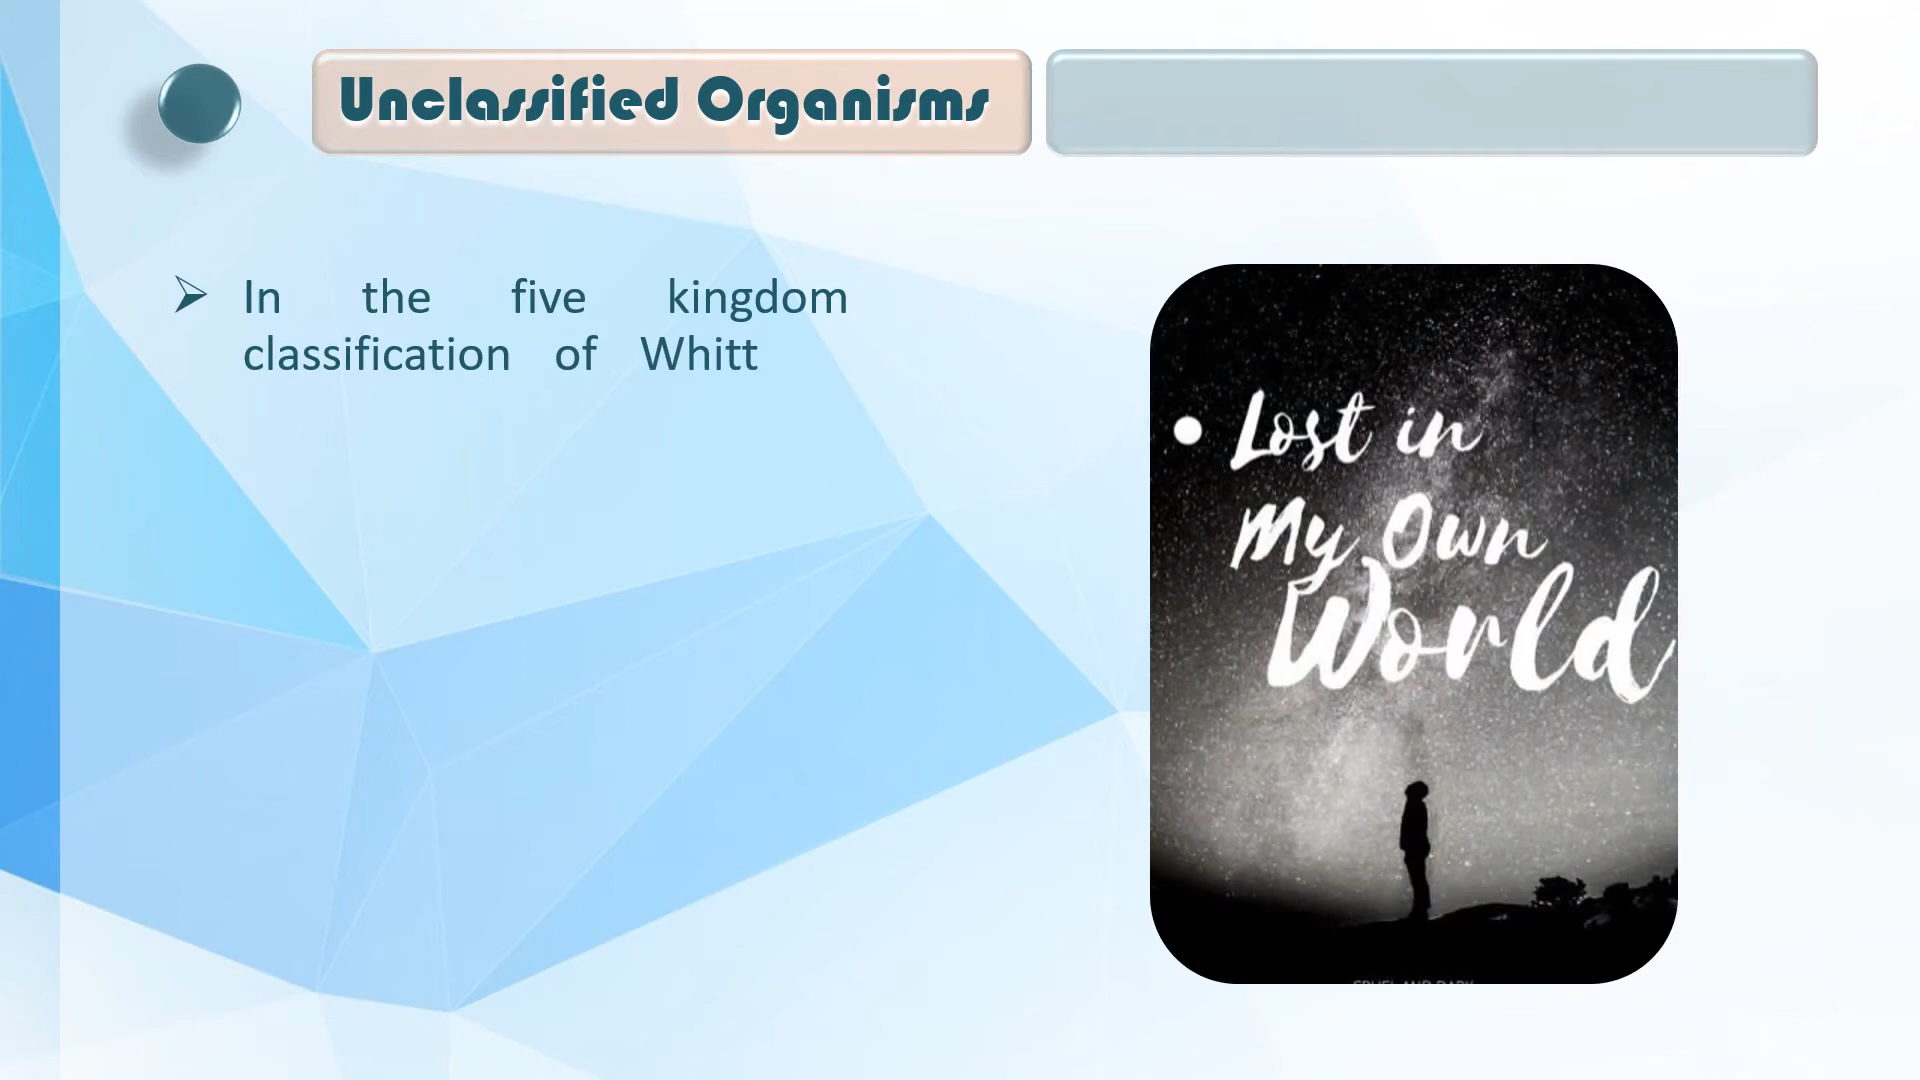 Unclassified Organisms
In the five kingdom
classification of Whitt
Lost in
My Own
World